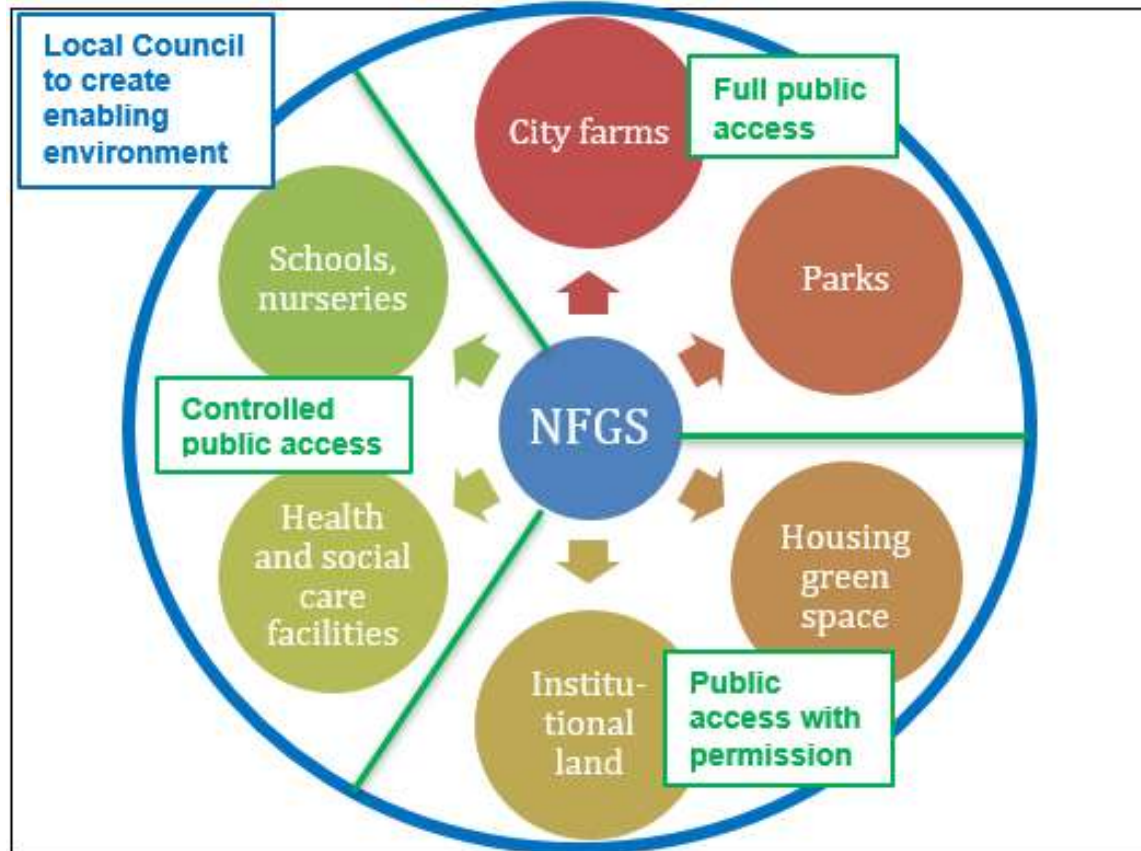 Local Council
to create
enabling
environment
City farms
Full public
access
Schools,
nurseries
Parks
Controlled
public access
NFGS
Health
and social
care
facilities
Housing
green
space
Institu-
tional
land
Public
access with
permission